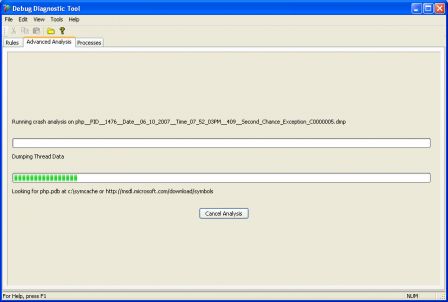 Debug Diagnostic Tool
File Edit View Tools Help
Rules Advanced Analysis Processes
Running crash analysis on php__PID__1476__Date__06_10_2007__Time_07_52_03PM__409__Second_Chance_Exception_C0000005.dmp
Dumping Thread Data
Looking for php.pdb at c:\symcache or http://msdl.microsoft.com/download/symbols
Cancel Analysis
For Help, press F1 NUM